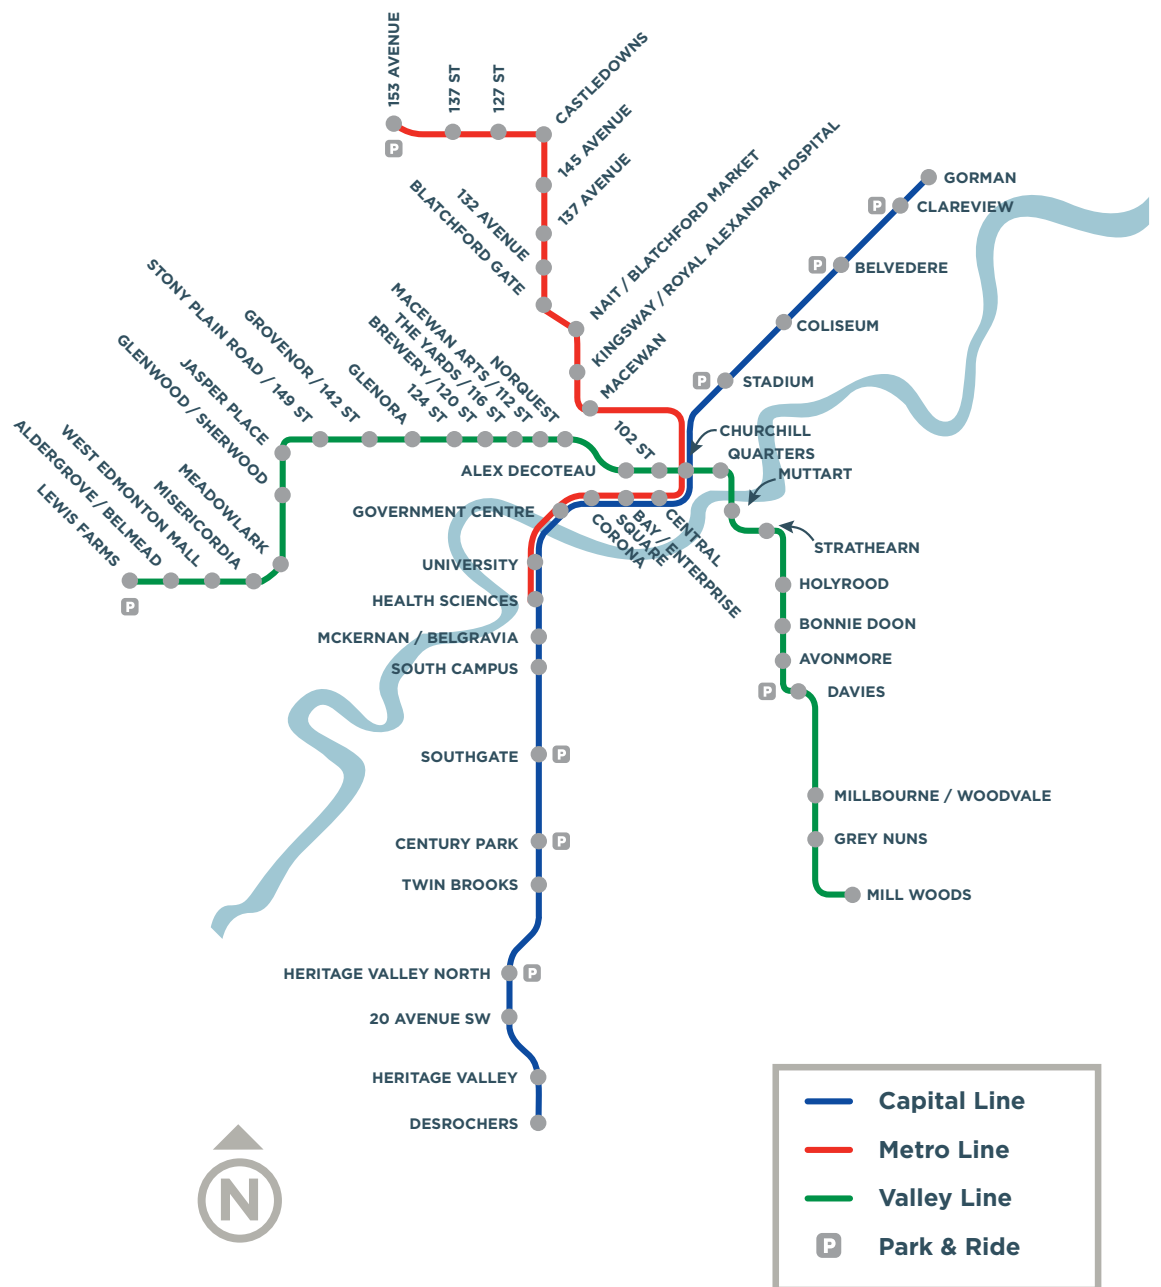 153 AVENUE
137 ST
127 ST
CASTLEDOWNS
145 AVENUE
137 AVENUE
132 AVENUE
BLATCHFORD GATE
NAIT / BLATCHFORD MARKET
KINGSWAY / ROYAL ALEXANDRA HOSPITAL
MACEWAN
GORMAN
P
CLAREVIEW
P
BELVEDERE
COLISEUM
P
STADIUM
P
CHURCHILL
QUARTERS
MUTTART
STRATHEARN
HOLYROOD
BONNIE DOON
AVONMORE
P
DAVIES
MILLBOURNE / WOODVALE
GREY NUNS
MILL WOODS
102 ST
ALEX DECOTEAU
NORQUEST
MACEWAN ARTS / 112 ST
THE YARDS / 116 ST
BREWERY / 120 ST
124 ST
GLENORA
GROVENOR / 142 ST
STONY PLAIN ROAD / 149 ST
JASPER PLACE
GLENWOOD / SHERWOOD
MEADOWLARK
MISERICORDIA
WEST EDMONTON MALL
ALDERGROVE / BELMEAD
LEWIS FARMS
P
CENTRAL
BAY / ENTERPRISE
SQUARE
CORONA
GOVERNMENT CENTRE
UNIVERSITY
HEALTH SCIENCES
MCKERNAN / BELGRAVIA
SOUTH CAMPUS
SOUTHGATE
P
CENTURY PARK
P
TWIN BROOKS
HERITAGE VALLEY NORTH
P
20 AVENUE SW
HERITAGE VALLEY
DESROCHERS
N
Capital Line
Metro Line
Valley Line
P
Park & Ride